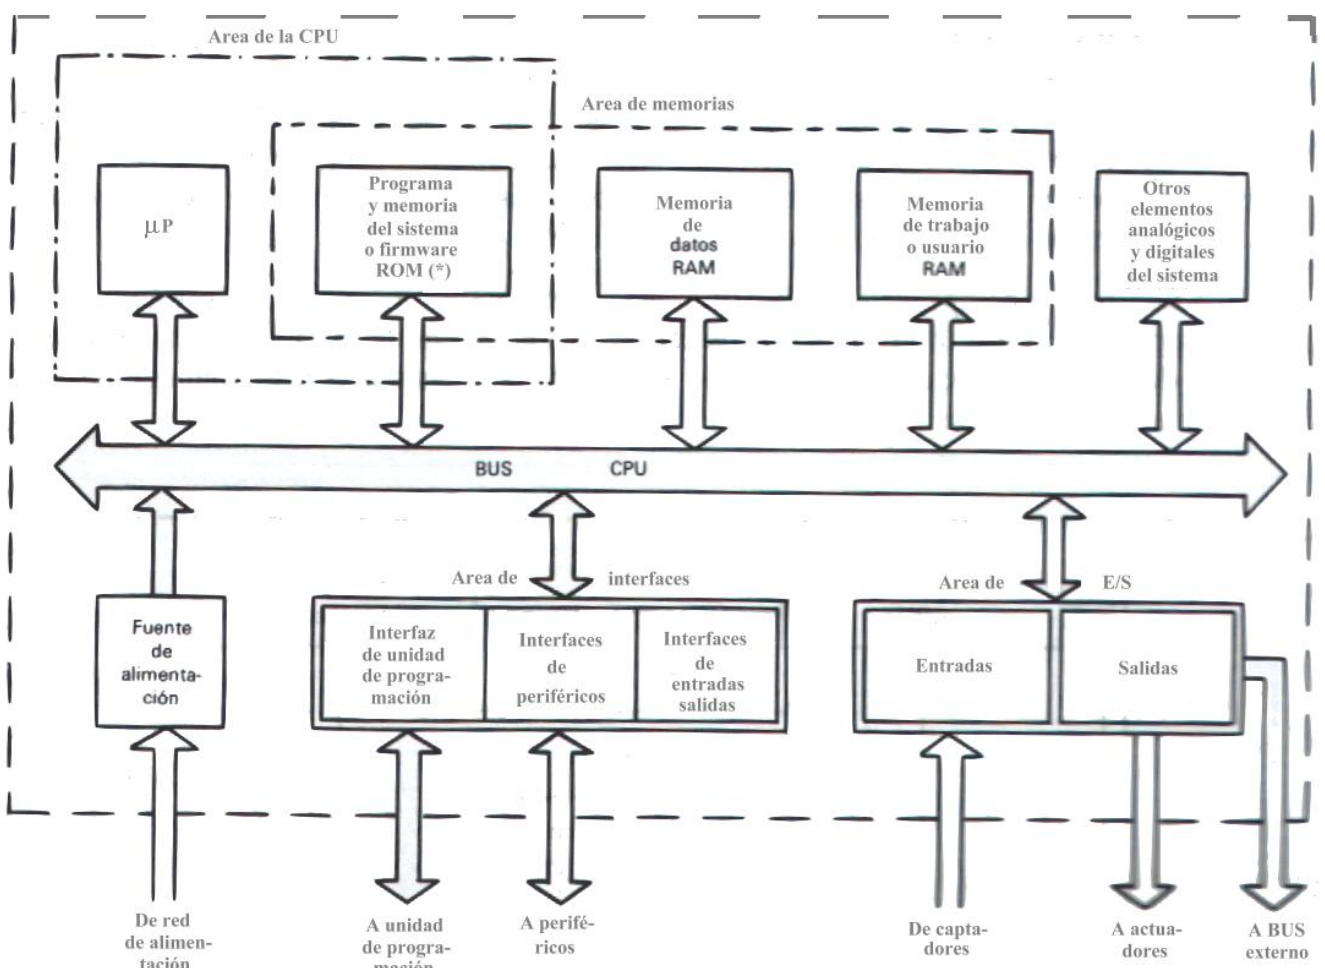 Area de la CPU
Area de memorias
μP
Programa
y memoria
del sistema
o firmware
ROM (*)
Memoria
de
datos
RAM
Memoria
de trabajo
o usuario
RAM
Otros
elementos
analógicos
y digitales
del sistema
BUS CPU
Area de interfaces
Area de E/S
Fuente
de
alimenta-
ción
Interfaz
de unidad
de progra-
mación
Interfaces
de
periféricos
Interfaces
de
entradas
salidas
Entradas
Salidas
De red
de alimen-
tación
A unidad
de progra-
mación
A perifé-
ricos
De capta-
dores
A actua-
dores
A BUS
externo